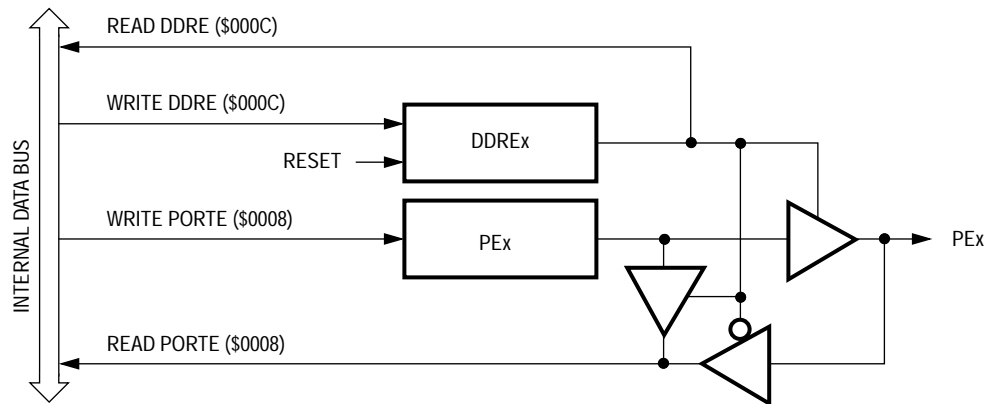 READ DDRE ($000C)
WRITE DDRE ($000C)
DDREx
RESET
INTERNAL DATA BUS
WRITE PORTE ($0008)
PEx
PEx
READ PORTE ($0008)